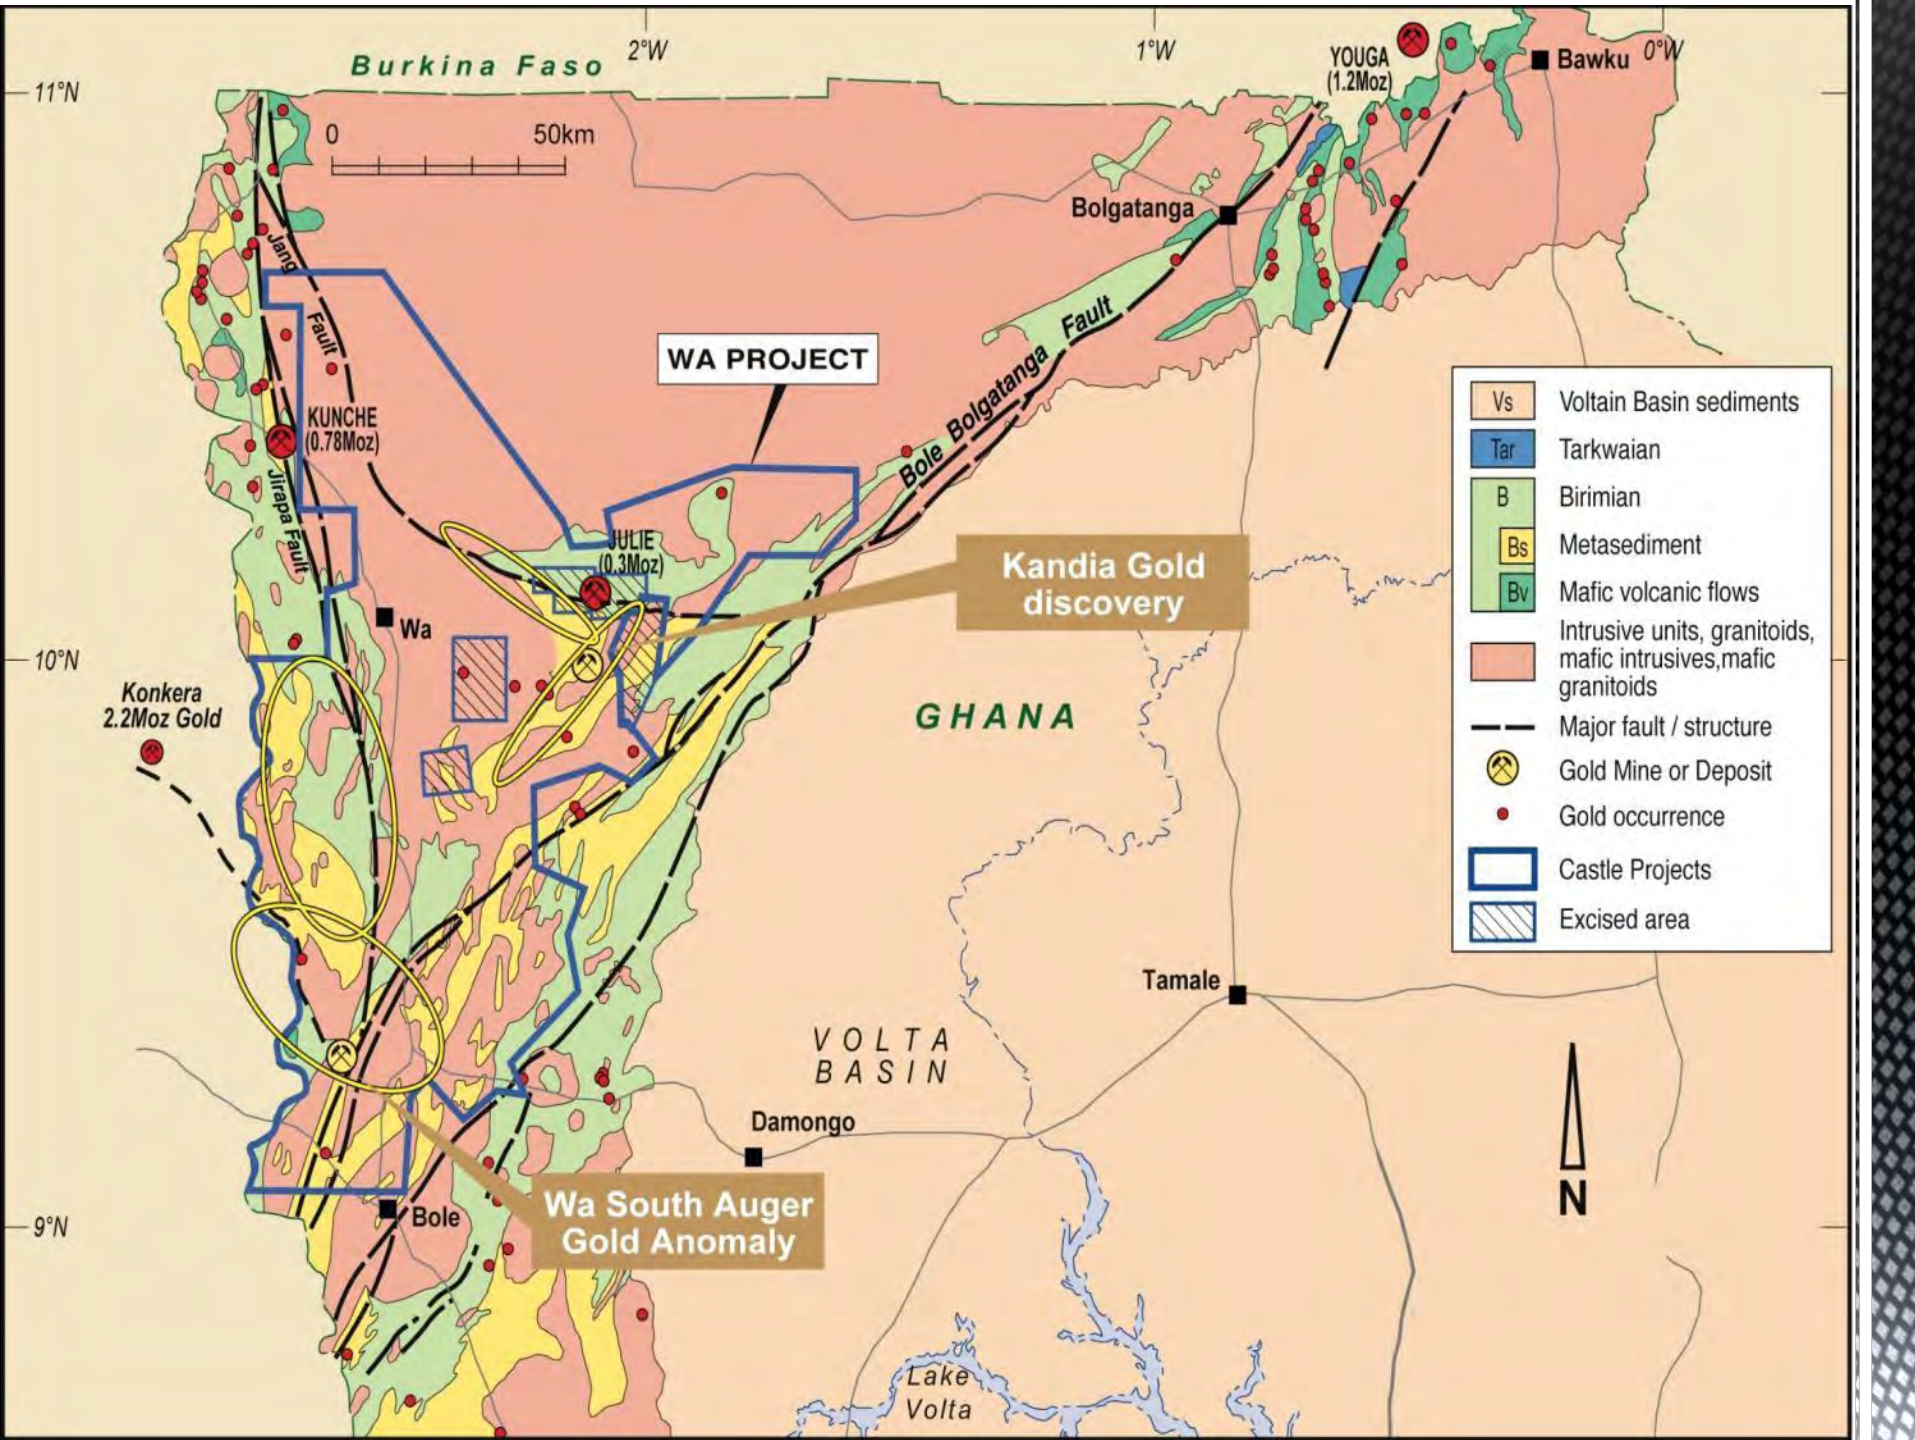 Burkina Faso
2°W
1°W
0°W
11°N
10°N
9°N
0
50km
YOUGA
(1.2Moz)
Bawku
Bolgatanga
Jang
Fault
WA PROJECT
KUNCHE
(0.78Moz)
Jirapa Fault
Bole Bolgatanga Fault
JULIE
(0.3Moz)
Kandia Gold
discovery
Wa
Konkera
2.2Moz Gold
GHANA
Vs
Voltain Basin sediments
Tar
Tarkwaian
B
Birimian
Bs
Metasediment
Bv
Mafic volcanic flows
Intrusive units, granitoids,
mafic intrusives,mafic
granitoids
Major fault / structure
Gold Mine or Deposit
Gold occurrence
Castle Projects
Excised area
Tamale
VOLTA
BASIN
Damongo
Wa South Auger
Gold Anomaly
Bole
N
Lake
Volta